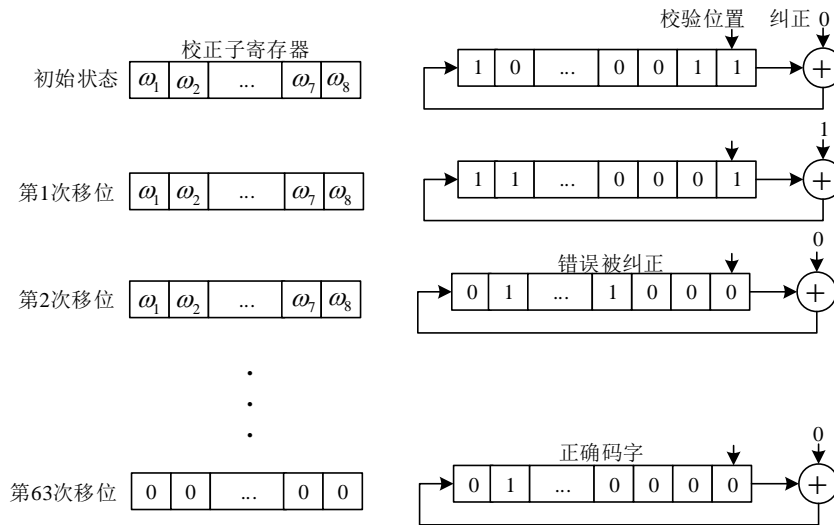 校验位置 纠正 0
校正子寄存器
初始状态 ω₁ ω₂ ... ω₇ ω₈ 1 0 ... 0 0 1 1 +
1
第1次移位 ω₁ ω₂ ... ω₇ ω₈ 1 1 ... 0 0 0 1 +
0
错误被纠正
第2次移位 ω₁ ω₂ ... ω₇ ω₈ 0 1 ... 1 0 0 0 +
0
正确码字
第63次移位 0 0 ... 0 0 0 1 ... 0 0 0 0 +